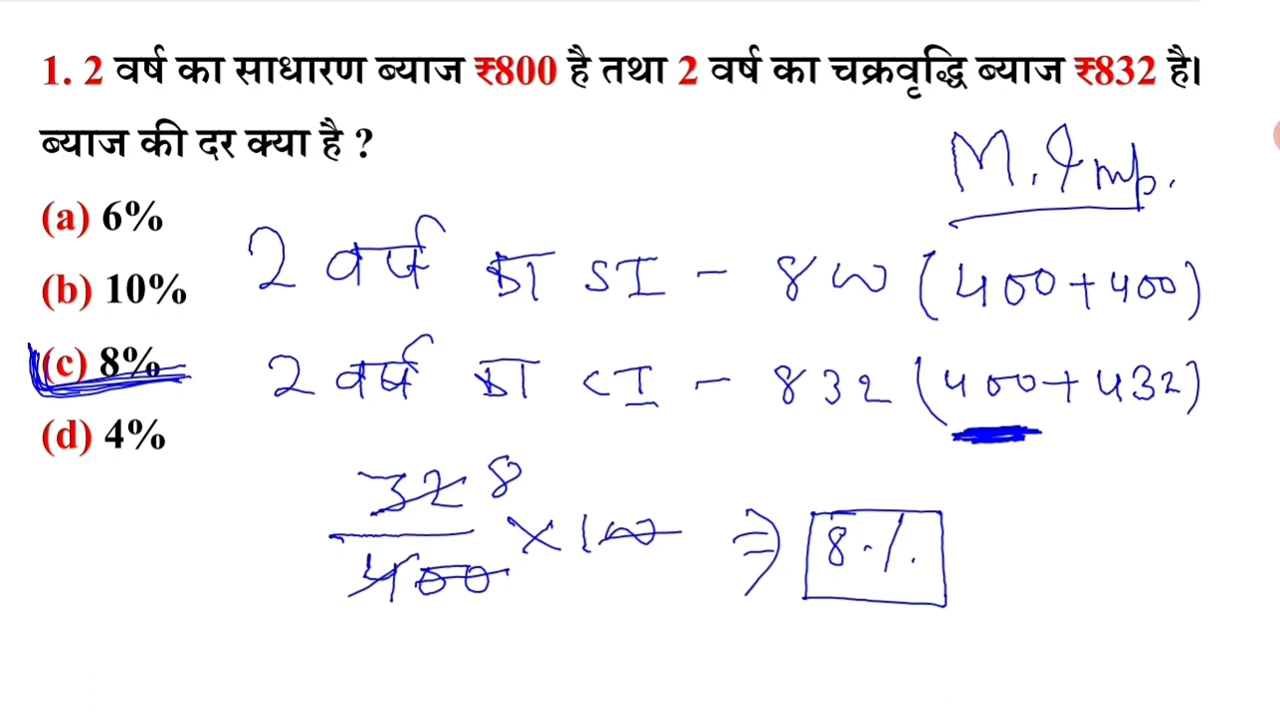 1. 2 वर्ष का साधारण ब्याज ₹800 है तथा 2 वर्ष का चक्रवृद्धि ब्याज ₹832 है।
ब्याज की दर क्या है ?
M. Imp.
(a) 6%
(b) 10%
(c) 8%
(d) 4%
2 वर्ष का SI - 800 (400+400)
2 वर्ष का CI - 832 (400+432)
32 8
400 × 100 ⇒ 8%